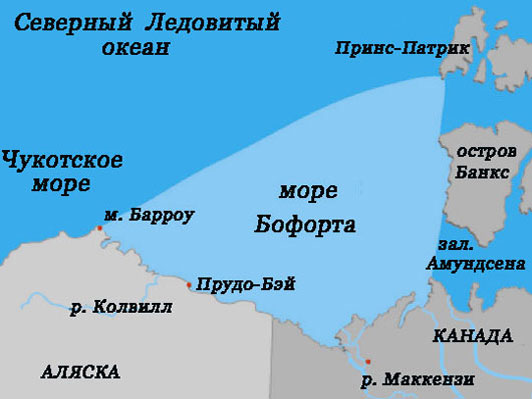 Северный Ледовитый
океан
Принс-Патрик
Чукотское
море
остров
Банкс
море
Бофорта
м. Барроу
зал.
Амундсена
Прудо-Бэй
р. Колвилл
КАНАДА
АЛЯСКА
р. Маккензи